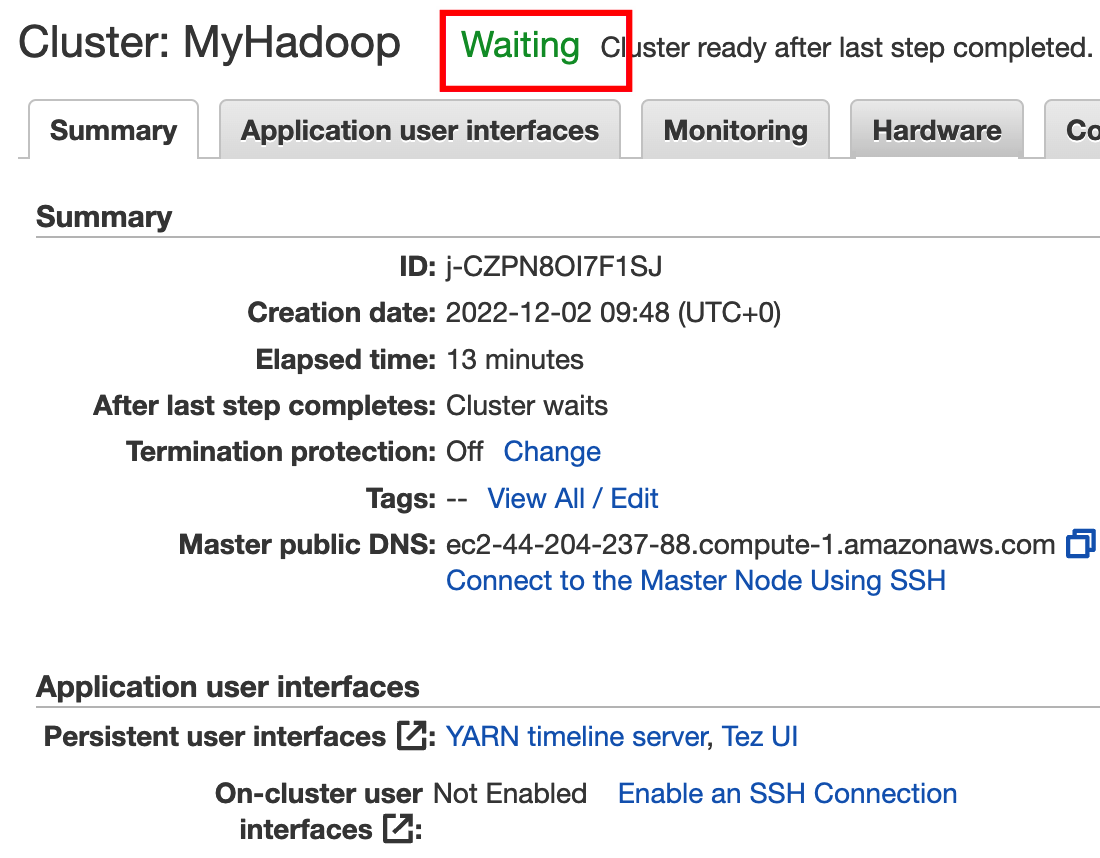 Cluster: MyHadoop Waiting Cluster ready after last step completed.
Summary Application user interfaces Monitoring Hardware Co
Summary
ID: j-CZPN8OI7F1SJ
Creation date: 2022-12-02 09:48 (UTC+0)
Elapsed time: 13 minutes
After last step completes: Cluster waits
Termination protection: Off Change
Tags: -- View All / Edit
Master public DNS: ec2-44-204-237-88.compute-1.amazonaws.com
Connect to the Master Node Using SSH
Application user interfaces
Persistent user interfaces : YARN timeline server, Tez UI
On-cluster user Not Enabled Enable an SSH Connection
interfaces :